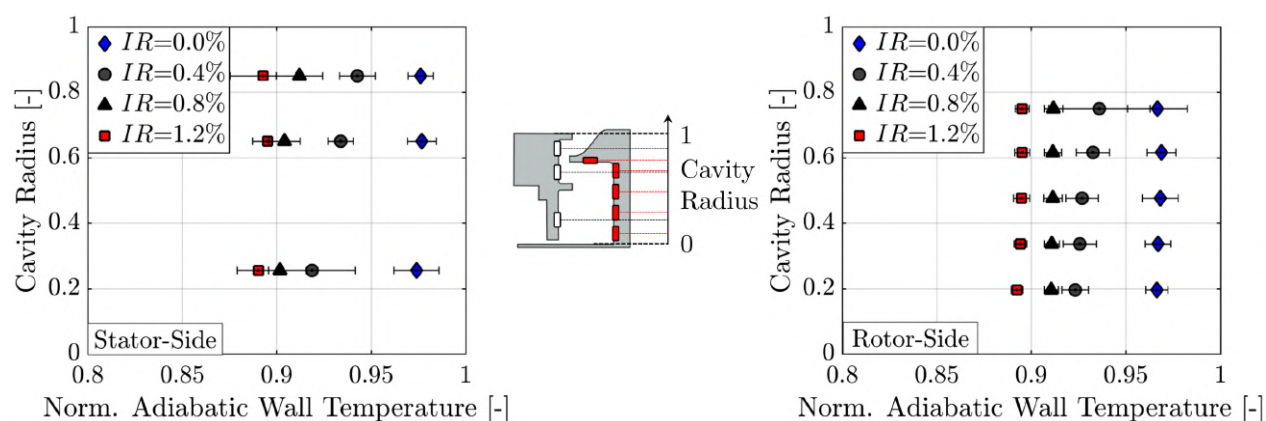 1
0.8
0.6
0.4
0.2
0
Cavity Radius [-]
IR=0.0%
IR=0.4%
IR=0.8%
IR=1.2%
Stator-Side
0.8 0.85 0.9 0.95 1
Norm. Adiabatic Wall Temperature [-]
1
Cavity
Radius
0
1
0.8
0.6
0.4
0.2
0
Cavity Radius [-]
IR=0.0%
IR=0.4%
IR=0.8%
IR=1.2%
Rotor-Side
0.8 0.85 0.9 0.95 1
Norm. Adiabatic Wall Temperature [-]